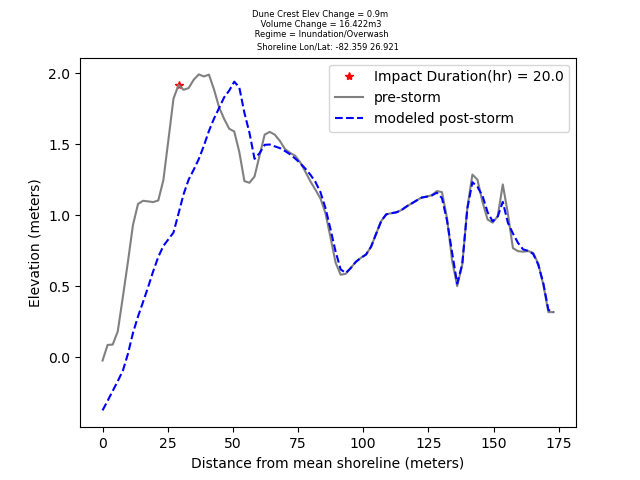 Dune Crest Elev Change = 0.9m
Volume Change = 16.422m3
Regime = Inundation/Overwash
Shoreline Lon/Lat: -82.359 26.921
Impact Duration(hr) = 20.0
pre-storm
modeled post-storm
Elevation (meters)
2.0
1.5
1.0
0.5
0.0
0 25 50 75 100 125 150 175
Distance from mean shoreline (meters)